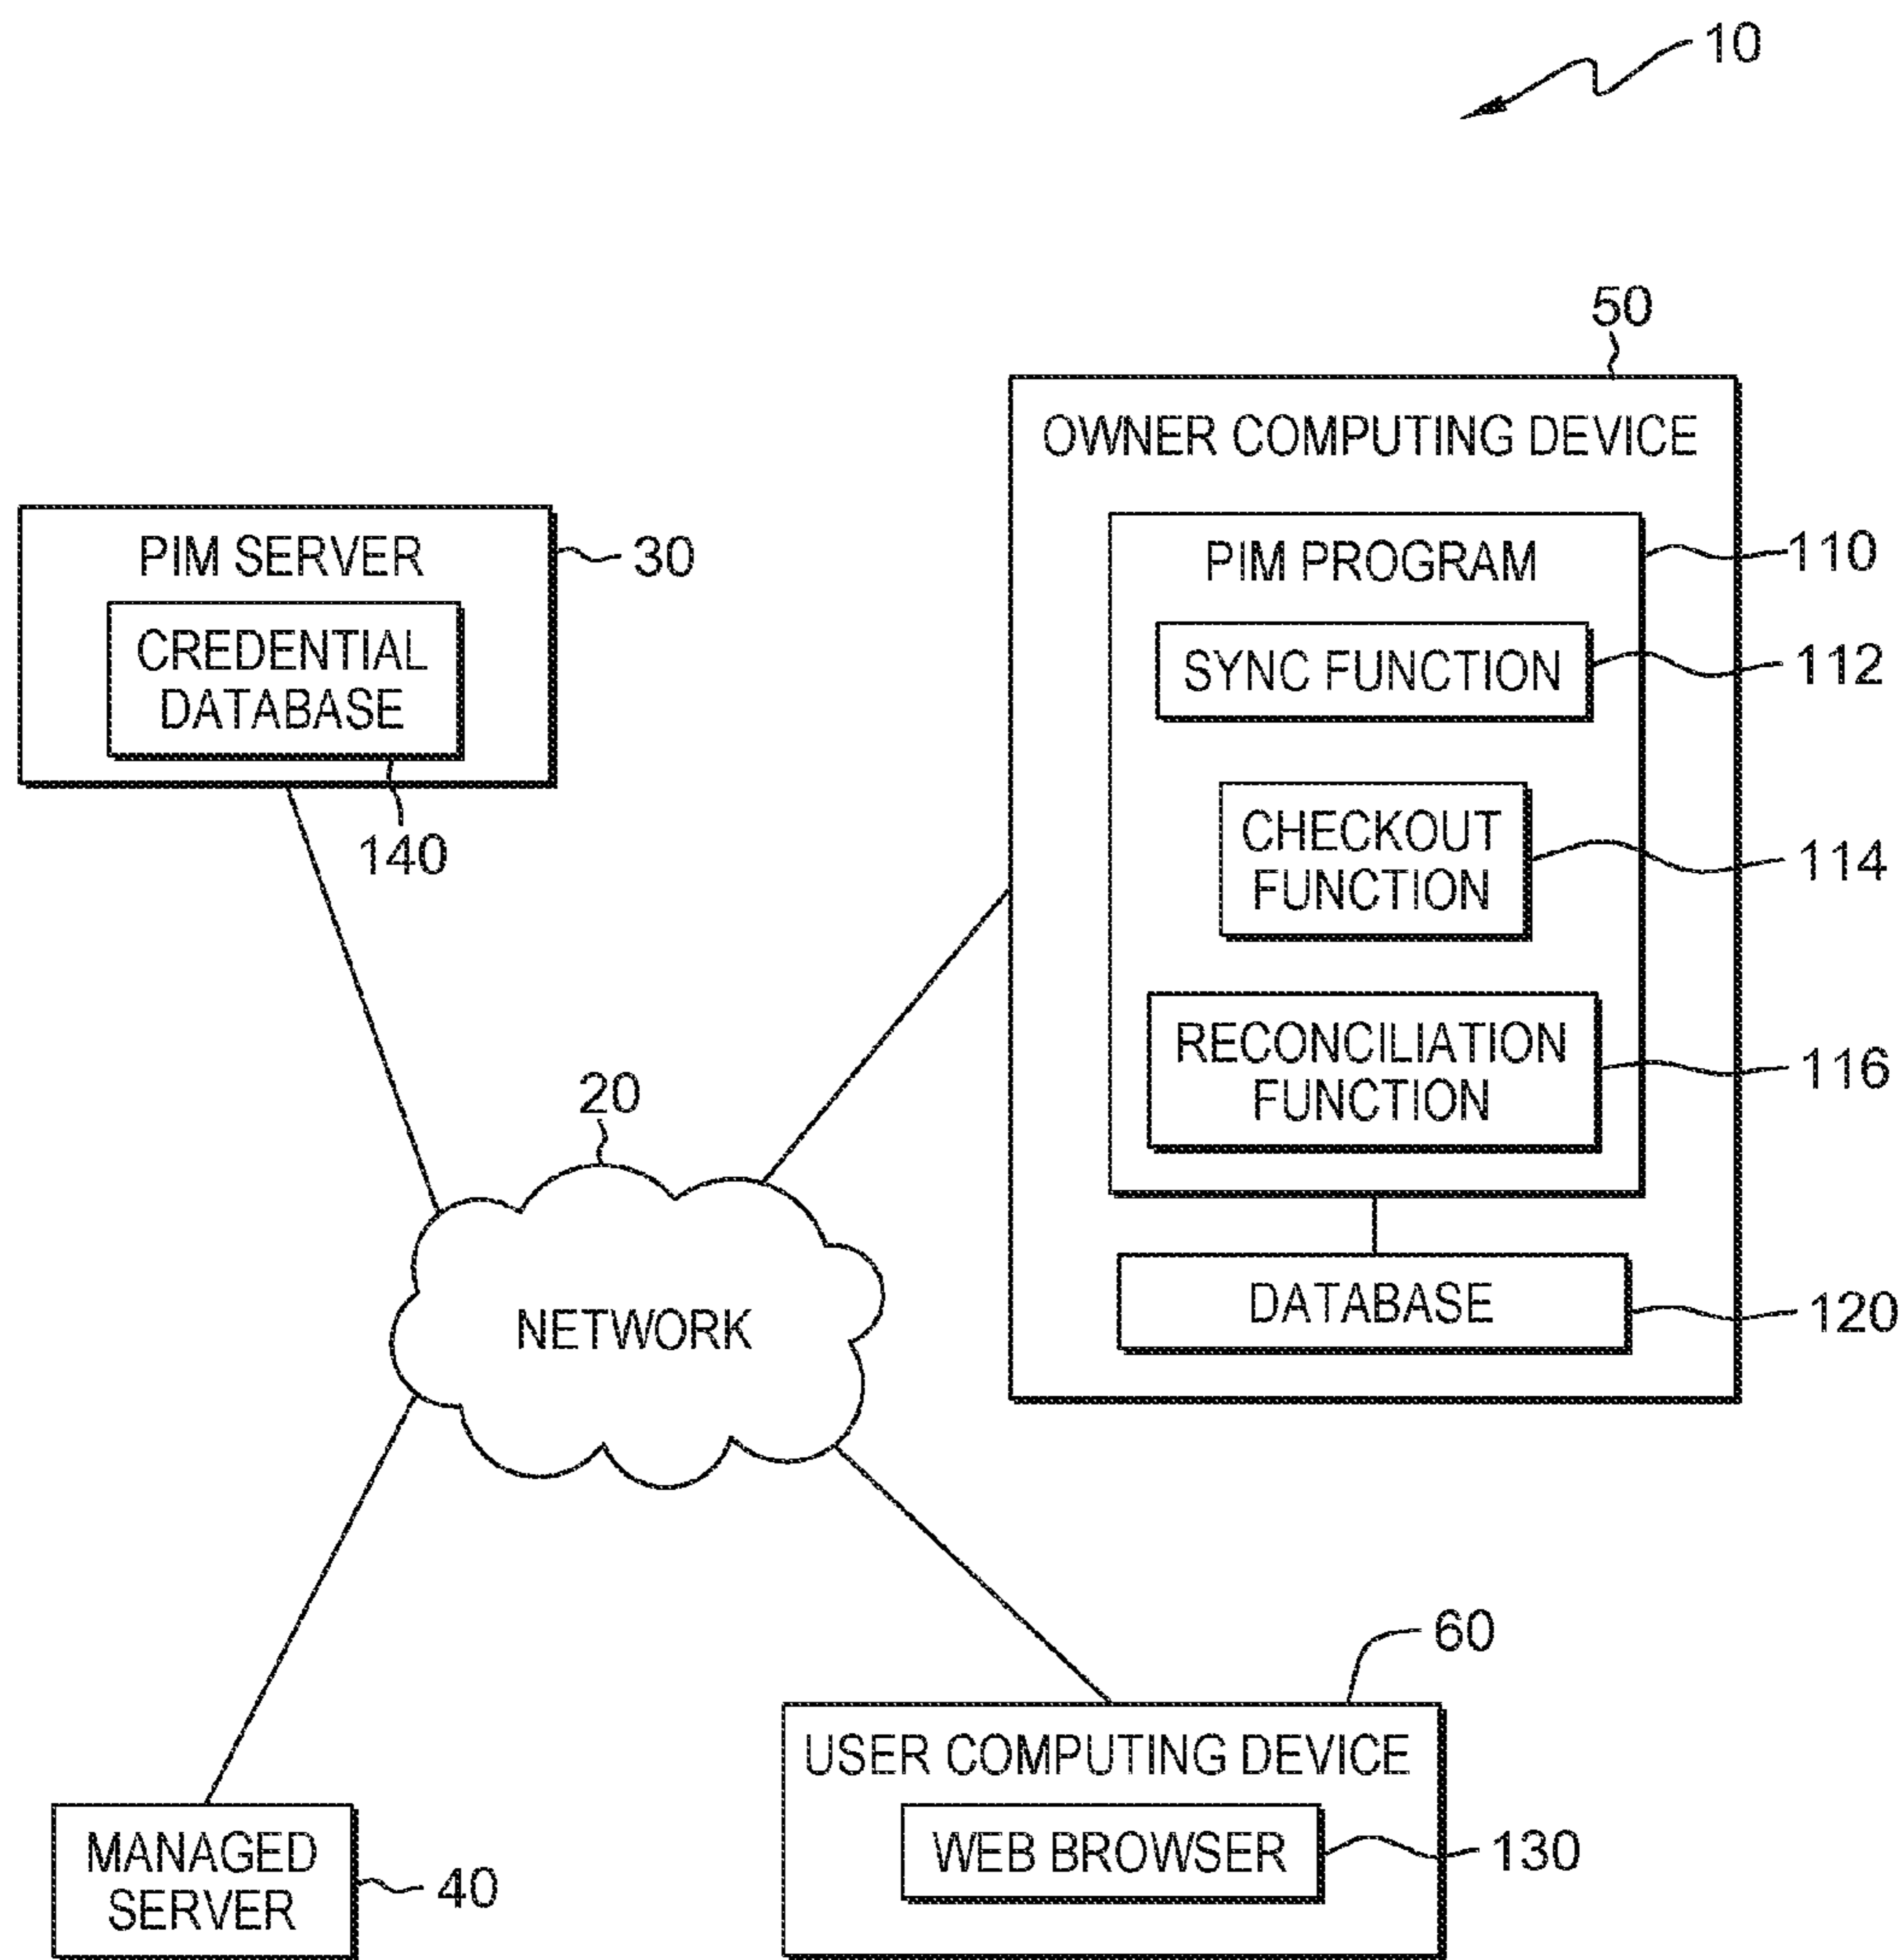 10
50
OWNER COMPUTING DEVICE
PIM PROGRAM
110
SYNC FUNCTION
112
CHECKOUT
FUNCTION
114
RECONCILIATION
FUNCTION
116
DATABASE
120
PIM SERVER
30
CREDENTIAL
DATABASE
140
20
NETWORK
60
USER COMPUTING DEVICE
WEB BROWSER
130
MANAGED
SERVER
40